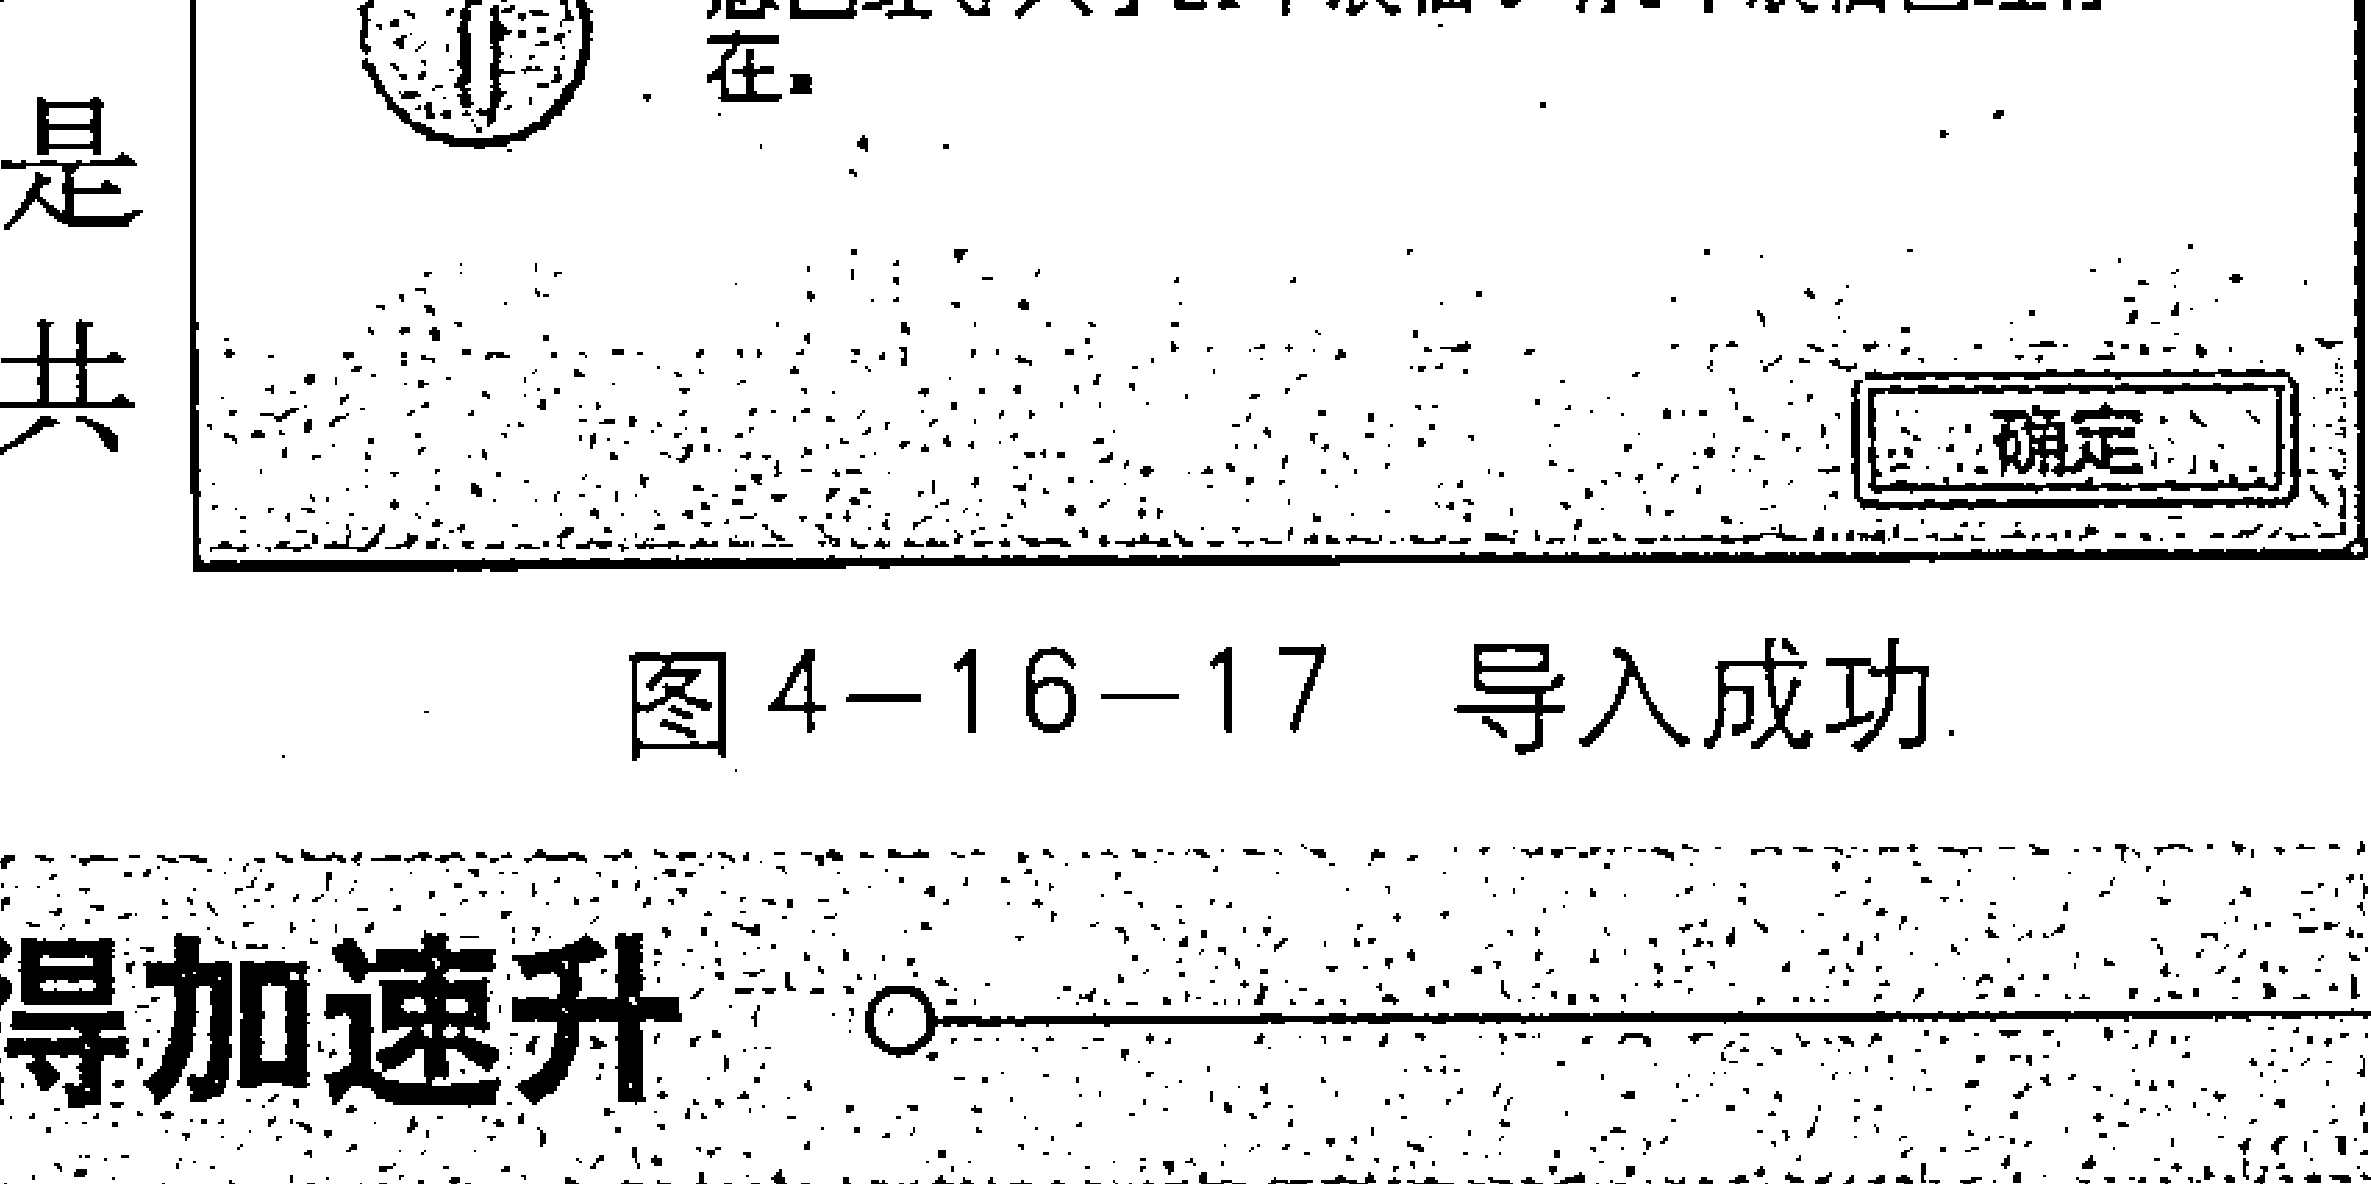 在。
是
共
确定
图4-16-17 导入成功
得加速升